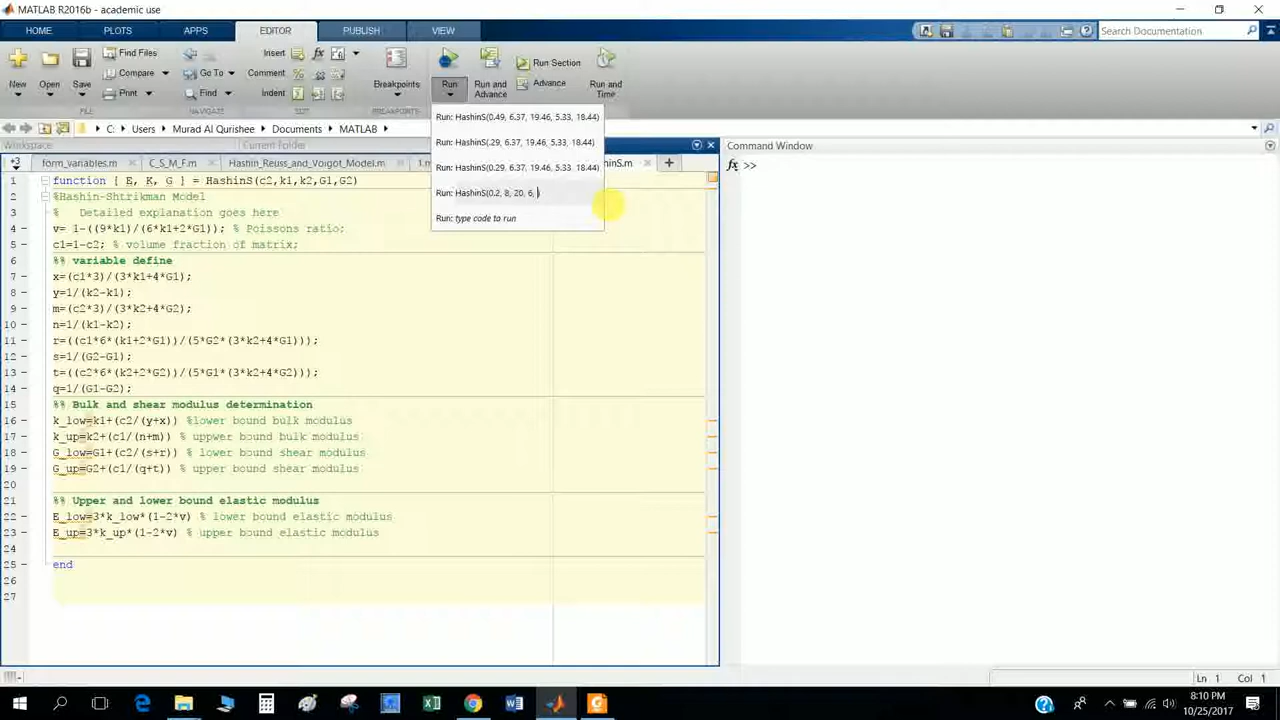 MATLAB R2016b - academic use
HOME PLOTS APPS EDITOR PUBLISH VIEW Search Documentation
New Open Save Find Files Compare Print Go To Find Insert Comment Indent Breakpoints Run Run and Advance Run Section Advance Run and Time
FILE NAVIGATE BREAKPOINTS
C: Users Murad Al Qurishee Documents MATLAB
Workspace Current Folder
form_variables.m C_S_M_F.m Hashin_Reuss_and_Voigot_Model.m
Run: HashinS(0.49, 6.37, 19.46, 5.33, 18.44)
Run: HashinS(.29, 6.37, 19.46, 5.33, 18.44)
Run: HashinS(0.29, 6.37, 19.46, 5.33, 18.44)
Run: HashinS(0.2, 8, 20, 6,
Run: type code to run
1 function [ E, K, G ] = HashinS(c2,k1,k2,G1,G2)
2 %Hashin-Shtrikman Model
3 % Detailed explanation goes here
4 v= 1-((9*k1)/(6*k1+2*G1)); % Poissons ratio;
5 c1=1-c2; % volume fraction of matrix;
6 %% variable define
7 x=(c1*3)/(3*k1+4*G1);
8 y=1/(k2-k1);
9 m=(c2*3)/(3*k2+4*G2);
10 n=1/(k1-k2);
11 r=((c1*6*(k1+2*G1))/(5*G2*(3*k2+4*G1)));
12 s=1/(G2-G1);
13 t=((c2*6*(k2+2*G2))/(5*G1*(3*k2+4*G2)));
14 q=1/(G1-G2);
15 %% Bulk and shear modulus determination
16 k_low=k1+(c2/(y+x)) %lower bound bulk modulus
17 k_up=k2+(c1/(n+m)) % uppwer bound bulk modulus
18 G_low=G1+(c2/(s+r)) % lower bound shear modulus
19 G_up=G2+(c1/(q+t)) % upper bound shear modulus
20
21 %% Upper and lower bound elastic modulus
22 E_low=3*k_low*(1-2*v) % lower bound elastic modulus
23 E_up=3*k_up*(1-2*v) % upper bound elastic modulus
24
25 end
26
27
Command Window
fx >>
Ln 1 Col 1
8:10 PM
10/25/2017